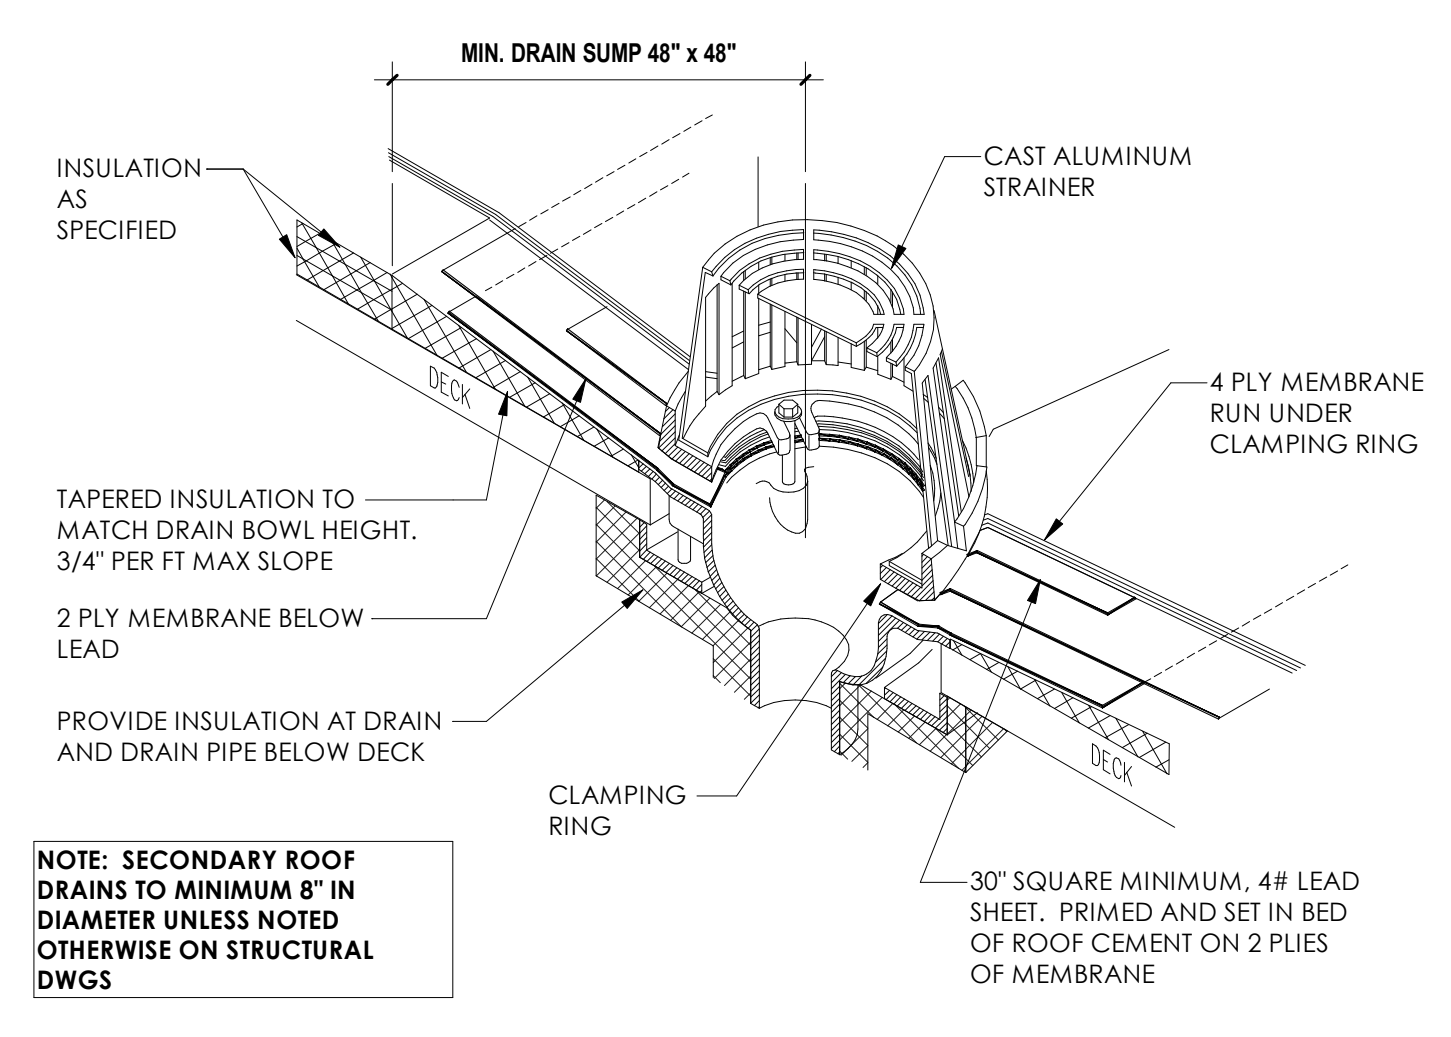 MIN. DRAIN SUMP 48" x 48"
INSULATION
AS
SPECIFIED
CAST ALUMINUM
STRAINER
4 PLY MEMBRANE
RUN UNDER
CLAMPING RING
DECK
TAPERED INSULATION TO
MATCH DRAIN BOWL HEIGHT.
3/4" PER FT MAX SLOPE
2 PLY MEMBRANE BELOW
LEAD
PROVIDE INSULATION AT DRAIN
AND DRAIN PIPE BELOW DECK
DECK
CLAMPING
RING
30" SQUARE MINIMUM, 4# LEAD
SHEET. PRIMED AND SET IN BED
OF ROOF CEMENT ON 2 PLIES
OF MEMBRANE
NOTE: SECONDARY ROOF
DRAINS TO MINIMUM 8" IN
DIAMETER UNLESS NOTED
OTHERWISE ON STRUCTURAL
DWGS